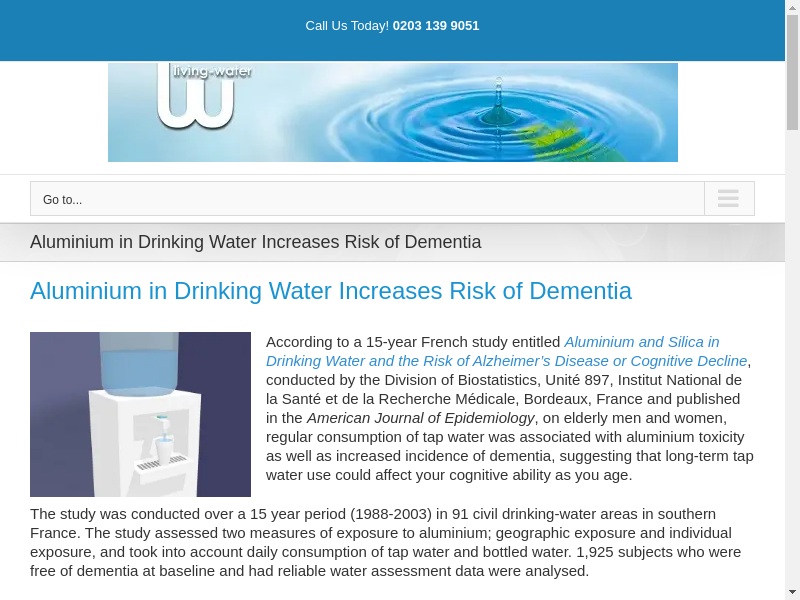 Call Us Today! 0203 139 9051
living-water
Go to...
Aluminium in Drinking Water Increases Risk of Dementia
Aluminium in Drinking Water Increases Risk of Dementia
According to a 15-year French study entitled Aluminium and Silica in
Drinking Water and the Risk of Alzheimer's Disease or Cognitive Decline,
conducted by the Division of Biostatistics, Unité 897, Institut National de
la Santé et de la Recherche Médicale, Bordeaux, France and published
in the American Journal of Epidemiology, on elderly men and women,
regular consumption of tap water was associated with aluminium toxicity
as well as increased incidence of dementia, suggesting that long-term tap
water use could affect your cognitive ability as you age.
The study was conducted over a 15 year period (1988-2003) in 91 civil drinking-water areas in southern
France. The study assessed two measures of exposure to aluminium; geographic exposure and individual
exposure, and took into account daily consumption of tap water and bottled water. 1,925 subjects who were
free of dementia at baseline and had reliable water assessment data were analysed.